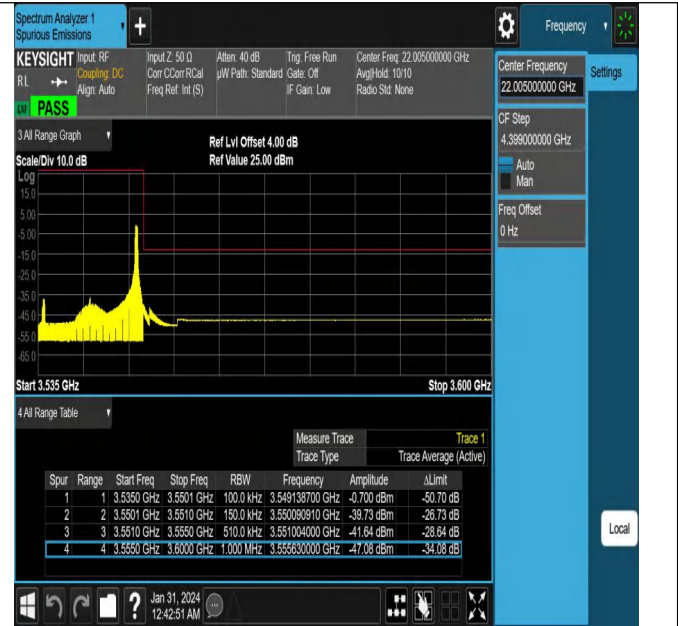 Spectrum Analyzer 1
Spurious Emissions
Frequency
KEYSIGHT Input: RF
Coupling: DC
Align: Auto
RL
LXI PASS
Input Z: 50 Ω
Corr CCorr RCal
Freq Ref: Int (S)
Atten: 40 dB
µW Path: Standard
Trig: Free Run
Gate: Off
IF Gain: Low
Center Freq: 22.005000000 GHz
Avg|Hold: 10/10
Radio Std: None
Center Frequency
22.005000000 GHz
Settings
CF Step
4.399000000 GHz
Auto
Man
Freq Offset
0 Hz
Local
3 All Range Graph
Ref Lvl Offset 4.00 dB
Scale/Div 10.0 dB Ref Value 25.00 dBm
Log
15.0
5.00
-5.00
-15.0
-25.0
-35.0
-45.0
-55.0
-65.0
Start 3.535 GHz Stop 3.600 GHz
4 All Range Table
Measure Trace Trace 1
Trace Type Trace Average (Active)
Spur Range Start Freq Stop Freq RBW Frequency Amplitude ΔLimit
1 1 3.5350 GHz 3.5501 GHz 100.0 kHz 3.549138700 GHz -0.700 dBm -50.70 dB
2 2 3.5501 GHz 3.5510 GHz 150.0 kHz 3.550090910 GHz -39.73 dBm -26.73 dB
3 3 3.5510 GHz 3.5550 GHz 510.0 kHz 3.551004000 GHz -41.64 dBm -28.64 dB
4 4 3.5550 GHz 3.6000 GHz 1.000 MHz 3.555630000 GHz -47.08 dBm -34.08 dB
Jan 31, 2024
12:42:51 AM